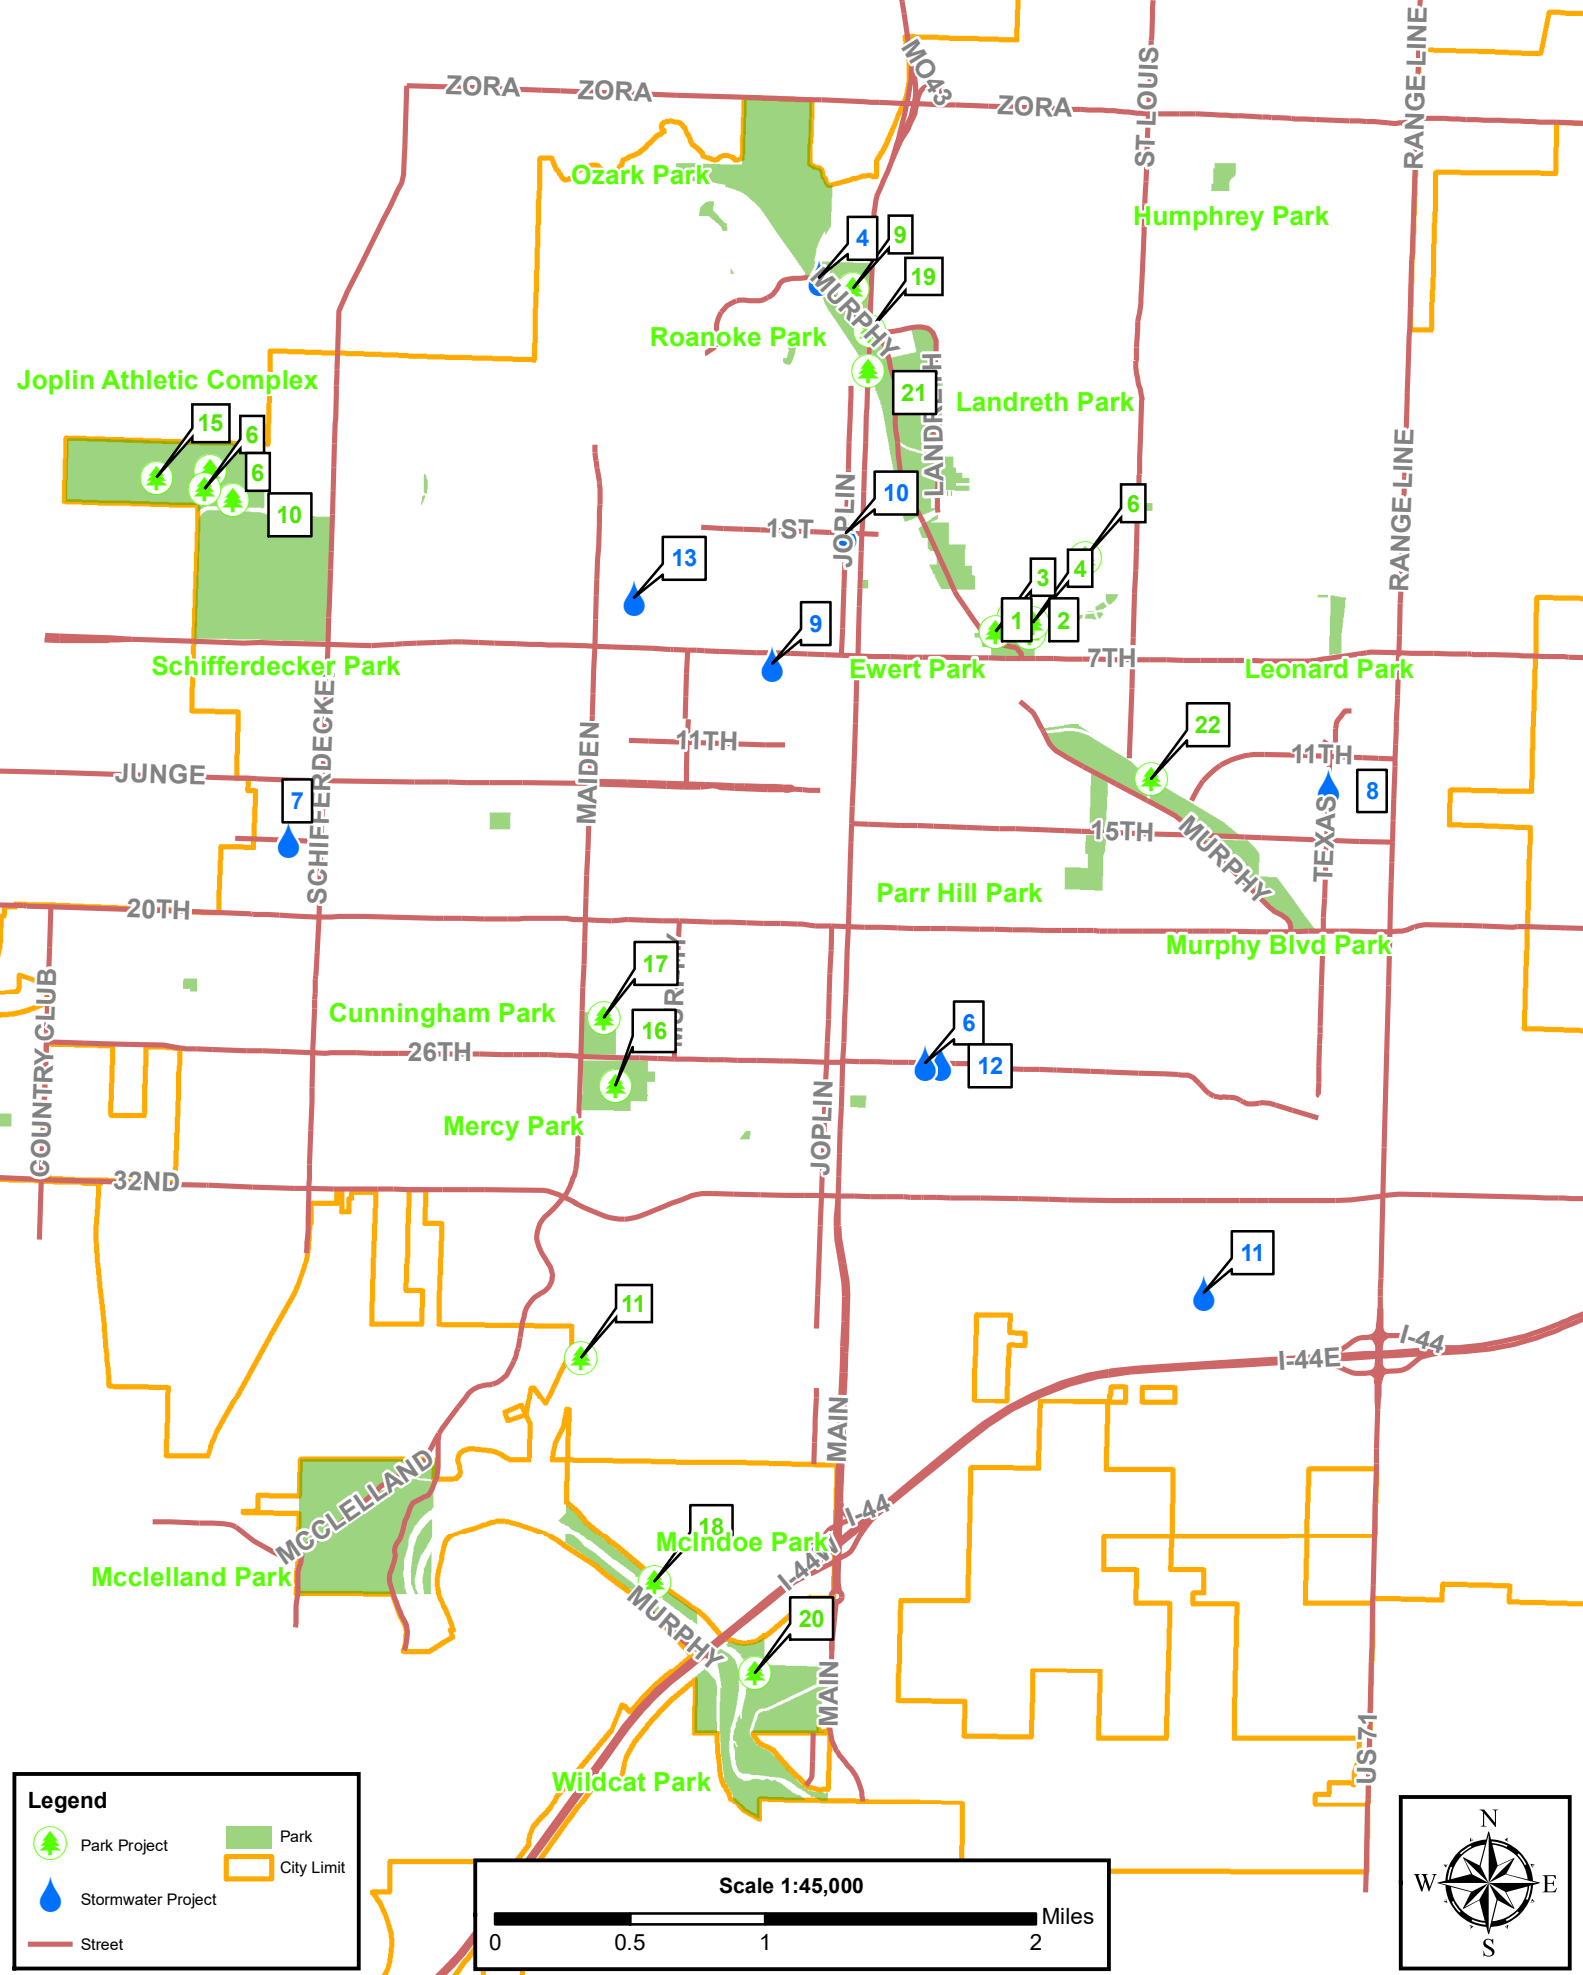 MO43
ZORA
ZORA
ZORA
ST LOUIS
RANGE LINE
Ozark Park
Humphrey Park
4
9
19
MURPHY
Roanoke Park
Joplin Athletic Complex
21
LANDRETH
Landreth Park
15
6
6
10
JOPLIN
10
1ST
6
RANGE LINE
13
3
4
1
2
9
Schifferdecker Park
Ewert Park
7TH
Leonard Park
SCHIFFERDECKE
MAIDEN
11TH
22
11TH
JUNGE
7
8
15TH
MURPHY
TEXAS
Parr Hill Park
20TH
Murphy Blvd Park
17
COUNTRY CLUB
Cunningham Park
16
26TH
6
12
Mercy Park
JOPLIN
32ND
11
11
I-44
I-44E
MAIN
MCCLELLAND
I-44
18
McIndoe Park
I-44W
Mcclelland Park
MURPHY
20
MAIN
US 71
Wildcat Park
Legend
Park Project
Park
City Limit
Stormwater Project
Street
Scale 1:45,000
Miles
0
0.5
1
2
N
W
E
S